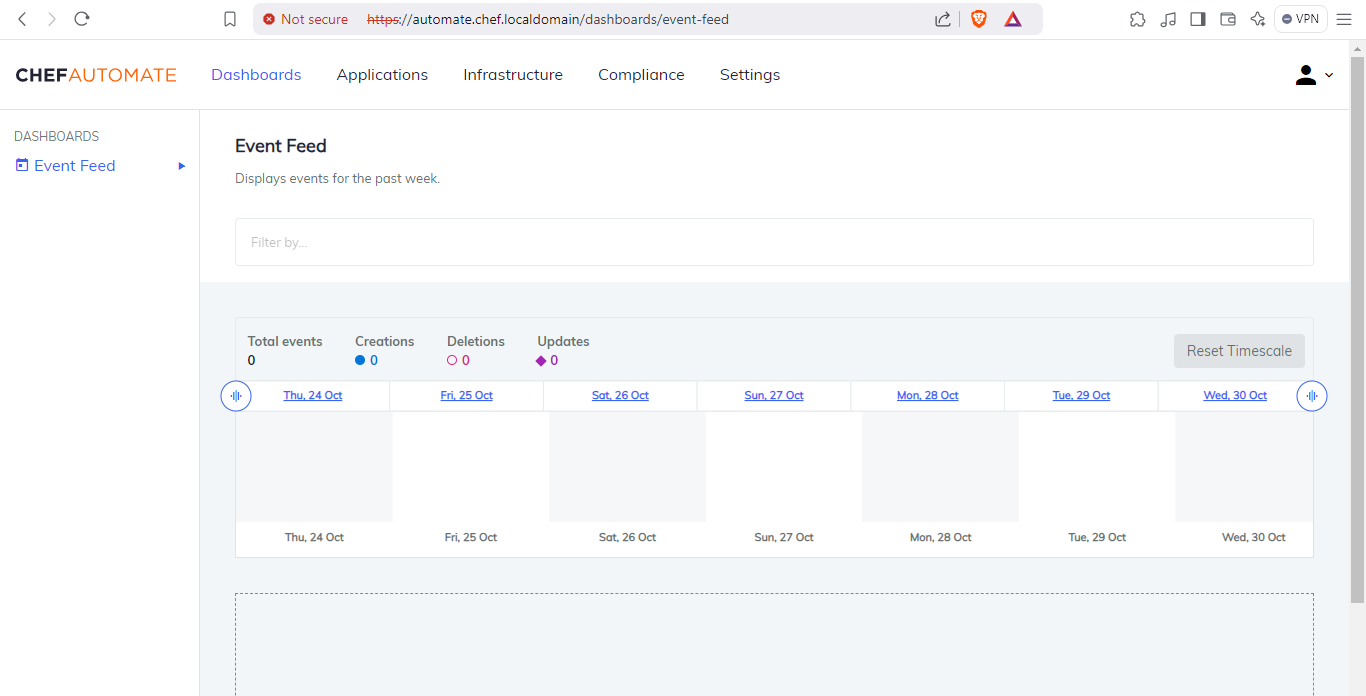 Not secure https://automate.chef.localdomain/dashboards/event-feed VPN
CHEFAUTOMATE Dashboards Applications Infrastructure Compliance Settings
DASHBOARDS
Event Feed
Event Feed
Displays events for the past week.
Filter by...
Total events Creations Deletions Updates
0 0 0 0
Reset Timescale
Thu, 24 Oct Fri, 25 Oct Sat, 26 Oct Sun, 27 Oct Mon, 28 Oct Tue, 29 Oct Wed, 30 Oct
Thu, 24 Oct Fri, 25 Oct Sat, 26 Oct Sun, 27 Oct Mon, 28 Oct Tue, 29 Oct Wed, 30 Oct